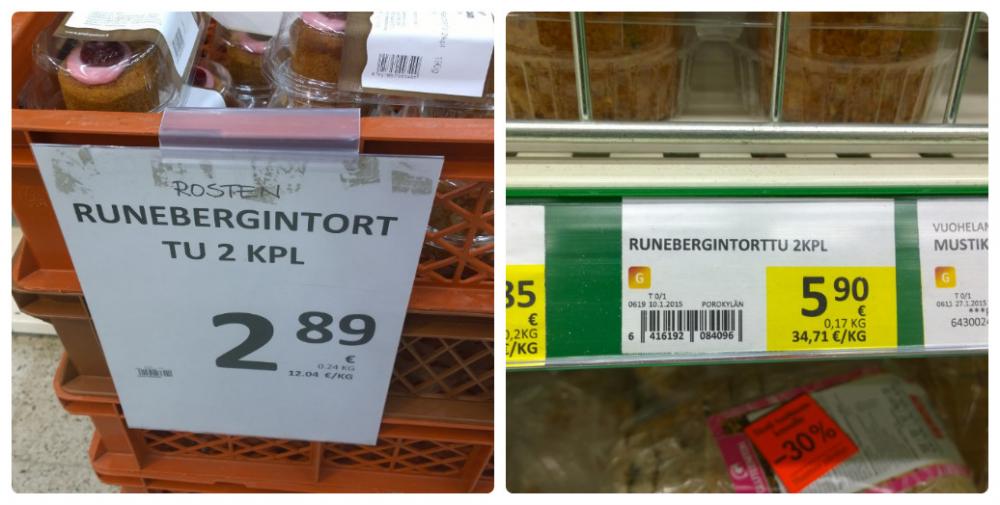 190g
ROSTEN
RUNEBERGINTORT
TU 2 KPL
2 89
€
0.24 KG
12.04 €/KG
35
€
0,2KG
€/KG
RUNEBERGINTORTTU 2KPL
G
T 0/1
0619 10.1.2015 POROKYLÄN
6 416192 084096
5 90
€
0,17 KG
34,71 €/KG
VUOHELAN
MUSTIK
G
T 0/1
0613 27.1.2015
643002
-30%